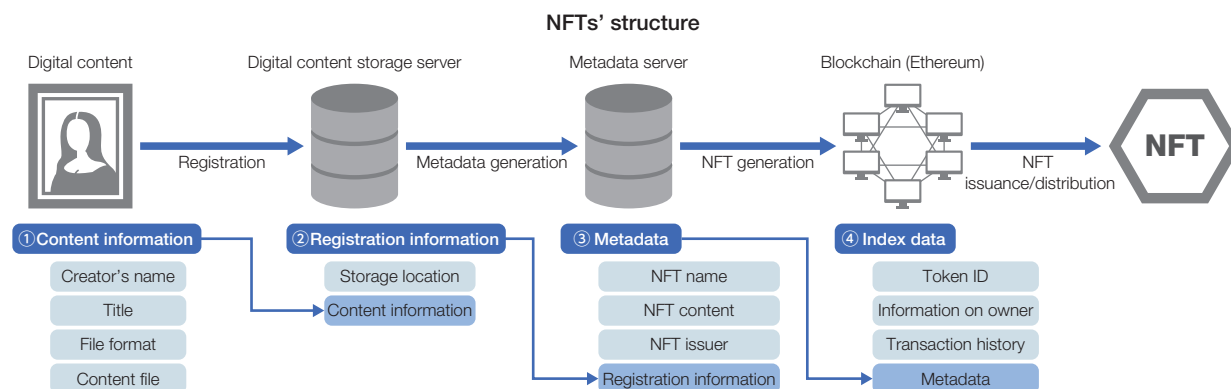 NFTs' structure
Digital content
Digital content storage server
Metadata server
Blockchain (Ethereum)
Registration
Metadata generation
NFT generation
NFT
issuance/distribution
NFT
①Content information
②Registration information
③ Metadata
④ Index data
Creator's name
Title
File format
Content file
Storage location
Content information
NFT name
NFT content
NFT issuer
Registration information
Token ID
Information on owner
Transaction history
Metadata